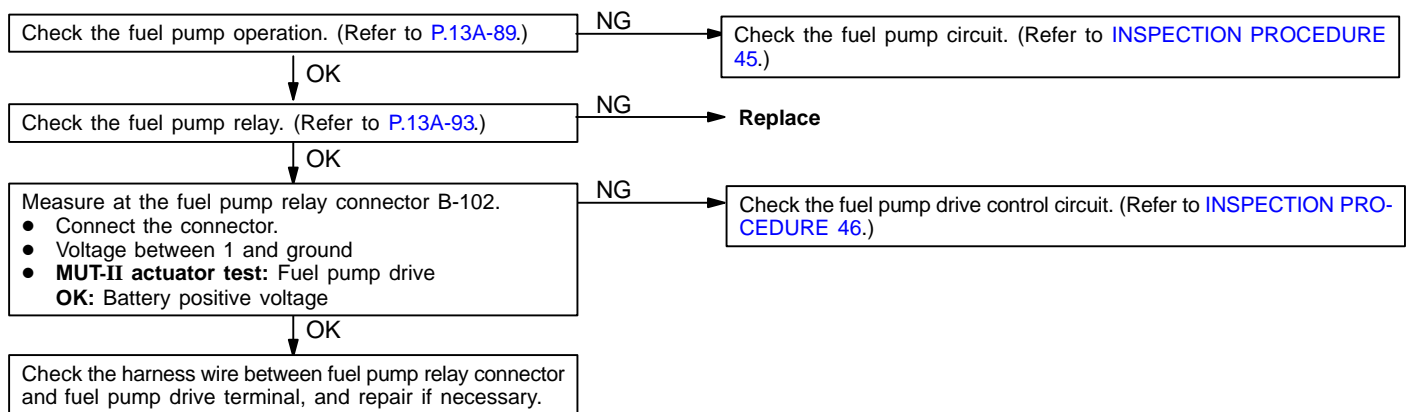 Check the fuel pump operation. (Refer to P.13A-89.)
NG
Check the fuel pump circuit. (Refer to INSPECTION PROCEDURE
45.)
OK
Check the fuel pump relay. (Refer to P.13A-93.)
NG
Replace
OK
Measure at the fuel pump relay connector B-102.
● Connect the connector.
● Voltage between 1 and ground
● MUT-II actuator test: Fuel pump drive
OK: Battery positive voltage
NG
Check the fuel pump drive control circuit. (Refer to INSPECTION PRO-
CEDURE 46.)
OK
Check the harness wire between fuel pump relay connector
and fuel pump drive terminal, and repair if necessary.